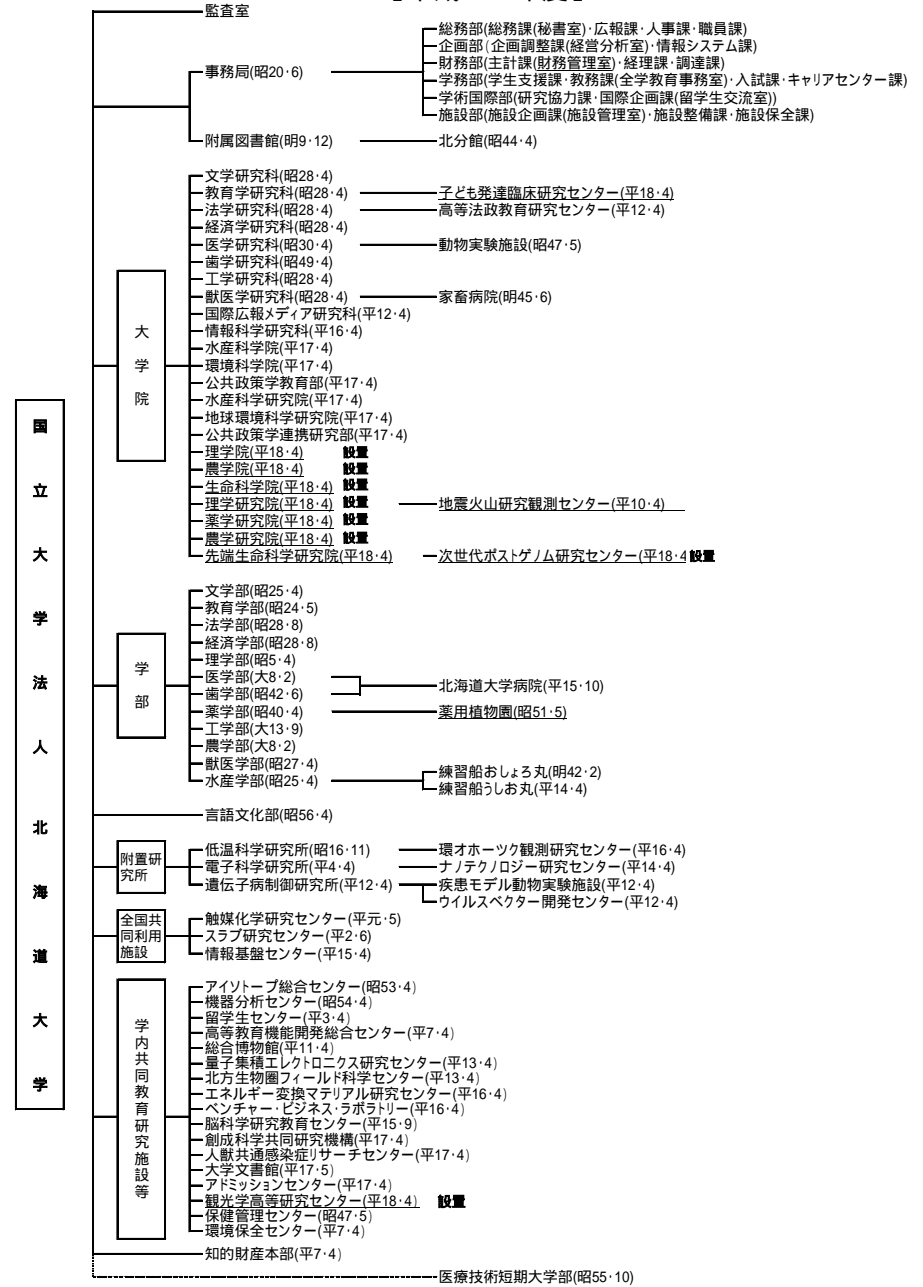 監査室
事務局(昭20・6)
総務部(総務課(秘書室)・広報課・人事課・職員課)
企画部(企画調整課(経営分析室)・情報システム課)
財務部(主計課(財務管理室)・経理課・調達課)
学務部(学生支援課・教務課(全学教育事務室)・入試課・キャリアセンター課)
学術国際部(研究協力課・国際企画課(留学生交流室))
施設部(施設企画課(施設管理室)・施設整備課・施設保全課)
附属図書館(明9・12) 北分館(昭44・4)
国立大学法人北海道大学
大学院
文学研究科(昭28・4)
教育学研究科(昭28・4) 子ども発達臨床研究センター(平18・4)
法学研究科(昭28・4) 高等法政教育研究センター(平12・4)
経済学研究科(昭28・4)
医学研究科(昭30・4) 動物実験施設(昭47・5)
歯学研究科(昭49・4)
工学研究科(昭28・4)
獣医学研究科(昭28・4) 家畜病院(明45・6)
国際広報メディア研究科(平12・4)
情報科学研究科(平16・4)
水産科学院(平17・4)
環境科学院(平17・4)
公共政策学教育部(平17・4)
水産科学研究院(平17・4)
地球環境科学研究院(平17・4)
公共政策学連携研究部(平17・4)
理学院(平18・4) 設置
農学院(平18・4) 設置
生命科学院(平18・4) 設置
理学研究院(平18・4) 設置 地震火山研究観測センター(平10・4)
薬学研究院(平18・4) 設置
農学研究院(平18・4) 設置
先端生命科学研究院(平18・4) 次世代ポストゲノム研究センター(平18・4 設置
学部
文学部(昭25・4)
教育学部(昭24・5)
法学部(昭28・8)
経済学部(昭28・8)
理学部(昭5・4)
医学部(大8・2)
歯学部(昭42・6)
北海道大学病院(平15・10)
薬学部(昭40・4) 薬用植物園(昭51・5)
工学部(大13・9)
農学部(大8・2)
獣医学部(昭27・4)
水産学部(昭25・4)
練習船おしょろ丸(明42・2)
練習船うしお丸(平14・4)
言語文化部(昭56・4)
附置研
究所
低温科学研究所(昭16・11) 環オホーツク観測研究センター(平16・4)
電子科学研究所(平4・4) ナノテクノロジー研究センター(平14・4)
遺伝子病制御研究所(平12・4) 疾患モデル動物実験施設(平12・4)
ウイルスベクター開発センター(平12・4)
全国共
同利用
施設
触媒化学研究センター(平元・5)
スラブ研究センター(平2・6)
情報基盤センター(平15・4)
学内共同教育研究施設等
アイソトープ総合センター(昭53・4)
機器分析センター(昭54・4)
留学生センター(平3・4)
高等教育機能開発総合センター(平7・4)
総合博物館(平11・4)
量子集積エレクトロニクス研究センター(平13・4)
北方生物圏フィールド科学センター(平13・4)
エネルギー変換マテリアル研究センター(平16・4)
ベンチャー・ビジネス・ラボラトリー(平16・4)
脳科学研究教育センター(平15・9)
創成科学共同研究機構(平17・4)
人獣共通感染症リサーチセンター(平17・4)
大学文書館(平17・5)
アドミッションセンター(平17・4)
観光学高等研究センター(平18・4) 設置
保健管理センター(昭47・5)
環境保全センター(平7・4)
知的財産本部(平7・4)
医療技術短期大学部(昭55・10)